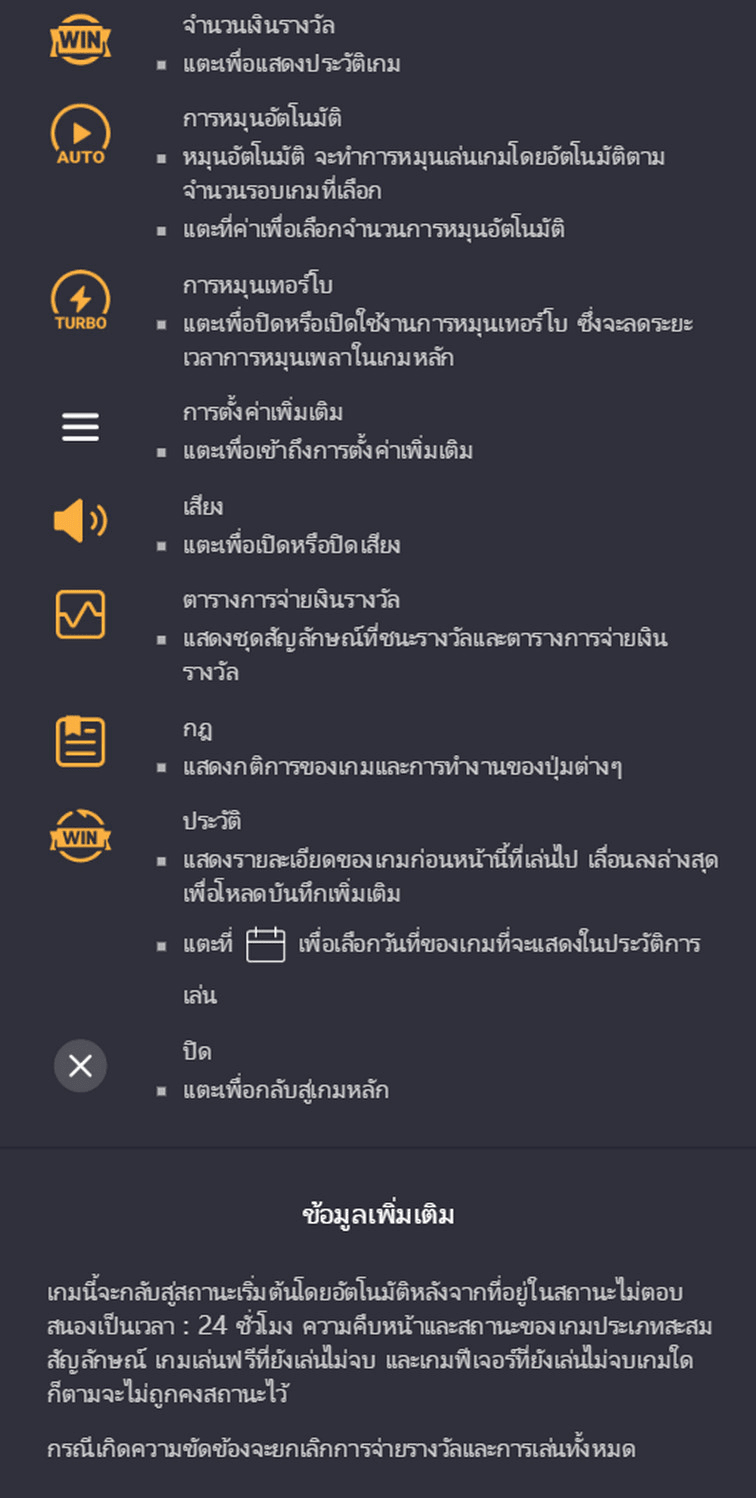 WIN
จำนวนเงินรางวัล
แตะเพื่อแสดงประวัติเกม
AUTO
การหมุนอัตโนมัติ
หมุนอัตโนมัติ จะทำการหมุนเล่นเกมโดยอัตโนมัติตาม
จำนวนรอบเกมที่เลือก
แตะที่ค่าเพื่อเลือกจำนวนการหมุนอัตโนมัติ
TURBO
การหมุนเทอร์โบ
แตะเพื่อปิดหรือเปิดใช้งานการหมุนเทอร์โบ ซึ่งจะลดระยะ
เวลาการหมุนเพลาในเกมหลัก
การตั้งค่าเพิ่มเติม
แตะเพื่อเข้าถึงการตั้งค่าเพิ่มเติม
เสียง
แตะเพื่อเปิดหรือปิดเสียง
ตารางการจ่ายเงินรางวัล
แสดงชุดสัญลักษณ์ที่ชนะรางวัลและตารางการจ่ายเงิน
รางวัล
กฎ
แสดงกติการของเกมและการทำงานของปุ่มต่างๆ
WIN
ประวัติ
แสดงรายละเอียดของเกมก่อนหน้านี้ที่เล่นไป เลื่อนลงล่างสุด
เพื่อโหลดบันทึกเพิ่มเติม
แตะที่ เพื่อเลือกวันที่ของเกมที่จะแสดงในประวัติการ
เล่น
ปิด
แตะเพื่อกลับสู่เกมหลัก
ข้อมูลเพิ่มเติม
เกมนี้จะกลับสู่สถานะเริ่มต้นโดยอัตโนมัติหลังจากที่อยู่ในสถานะไม่ตอบ
สนองเป็นเวลา : 24 ชั่วโมง ความคืบหน้าและสถานะของเกมประเภทสะสม
สัญลักษณ์ เกมเล่นฟรีที่ยังเล่นไม่จบ และเกมฟีเจอร์ที่ยังเล่นไม่จบเกมใด
ก็ตามจะไม่ถูกคงสถานะไว้
กรณีเกิดความขัดข้องจะยกเลิกการจ่ายรางวัลและการเล่นทั้งหมด